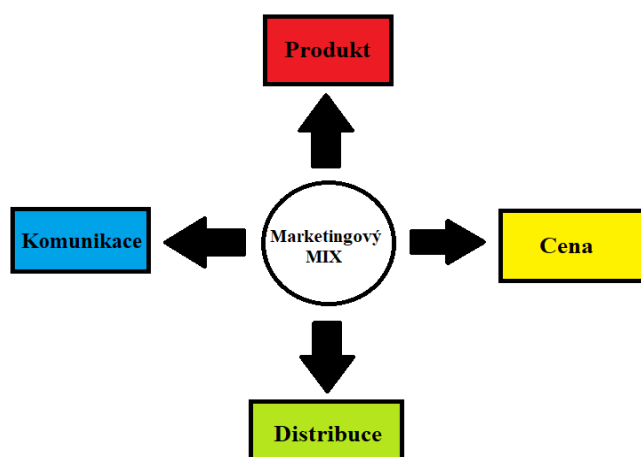 Produkt
Komunikace
Marketingový
MIX
Cena
Distribuce